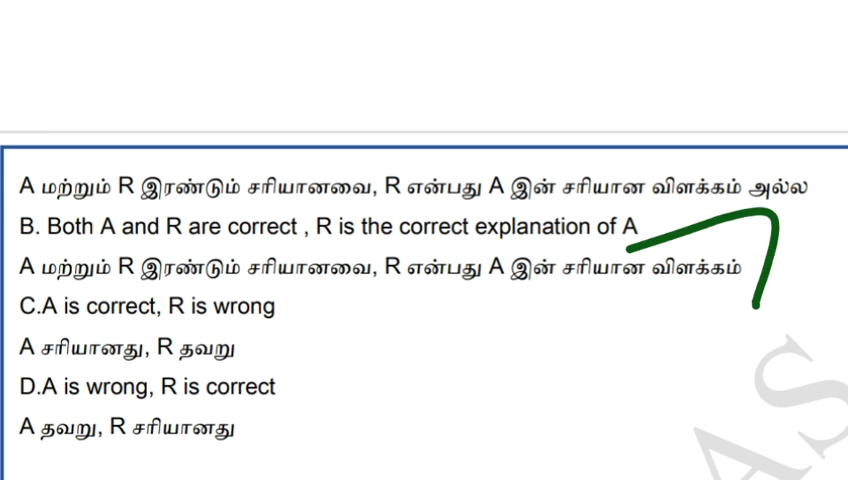 A மற்றும் R இரண்டும் சரியானவை, R என்பது A இன் சரியான விளக்கம் அல்ல
B. Both A and R are correct , R is the correct explanation of A
A மற்றும் R இரண்டும் சரியானவை, R என்பது A இன் சரியான விளக்கம்
C.A is correct, R is wrong
A சரியானது, R தவறு
D.A is wrong, R is correct
A தவறு, R சரியானது
AS